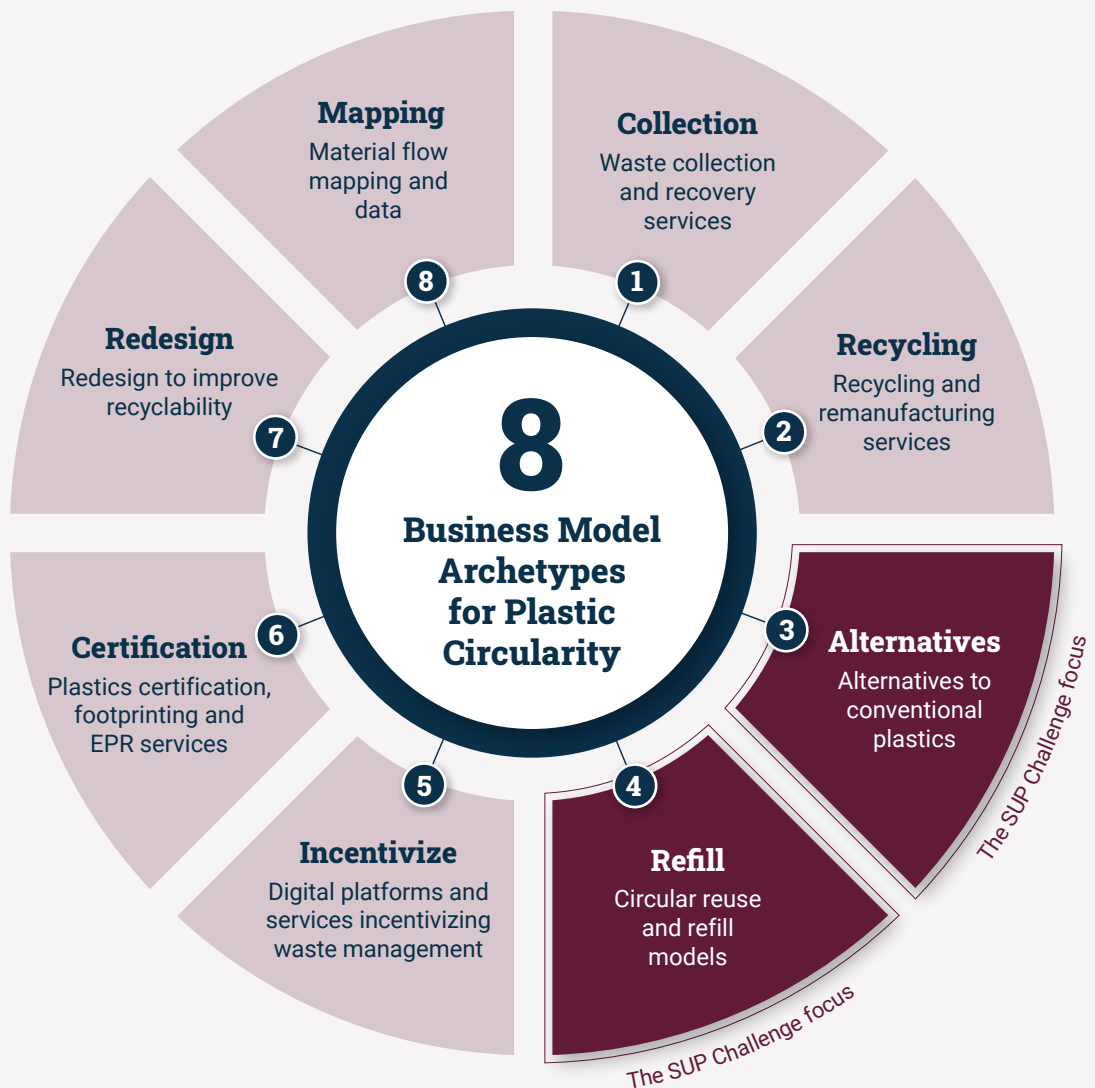 8
Business Model
Archetypes
for Plastic
Circularity
1
Collection
Waste collection
and recovery
services
2
Recycling
Recycling and
remanufacturing
services
3
Alternatives
Alternatives to
conventional
plastics
The SUP Challenge focus
4
Refill
Circular reuse
and refill
models
The SUP Challenge focus
5
Incentivize
Digital platforms and
services incentivizing
waste management
6
Certification
Plastics certification,
footprinting and
EPR services
7
Redesign
Redesign to improve
recyclability
8
Mapping
Material flow
mapping and
data